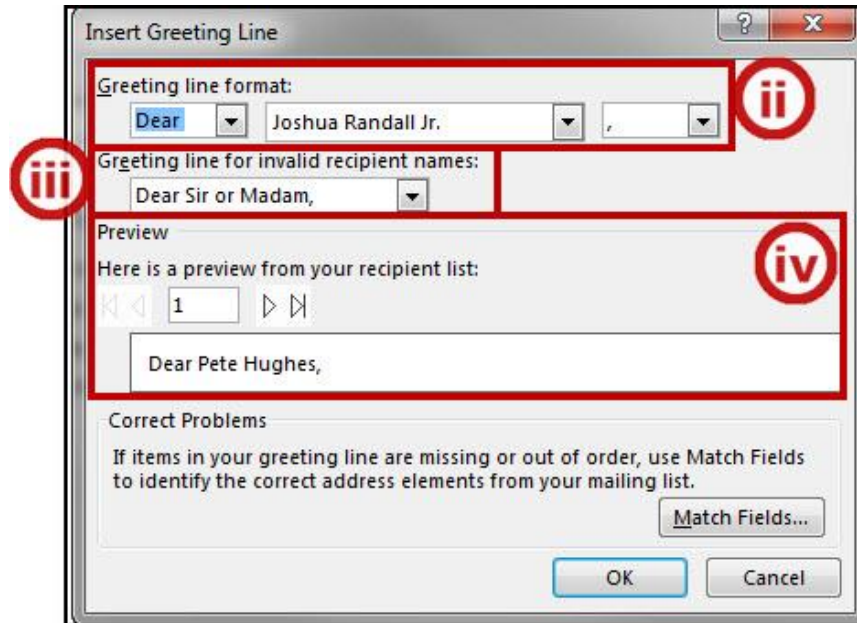 Insert Greeting Line
?
X
Greeting line format:
ii
Dear
Joshua Randall Jr.
,
iii
Greeting line for invalid recipient names:
Dear Sir or Madam,
Preview
iv
Here is a preview from your recipient list:
1
Dear Pete Hughes,
Correct Problems
If items in your greeting line are missing or out of order, use Match Fields
to identify the correct address elements from your mailing list.
Match Fields...
OK
Cancel